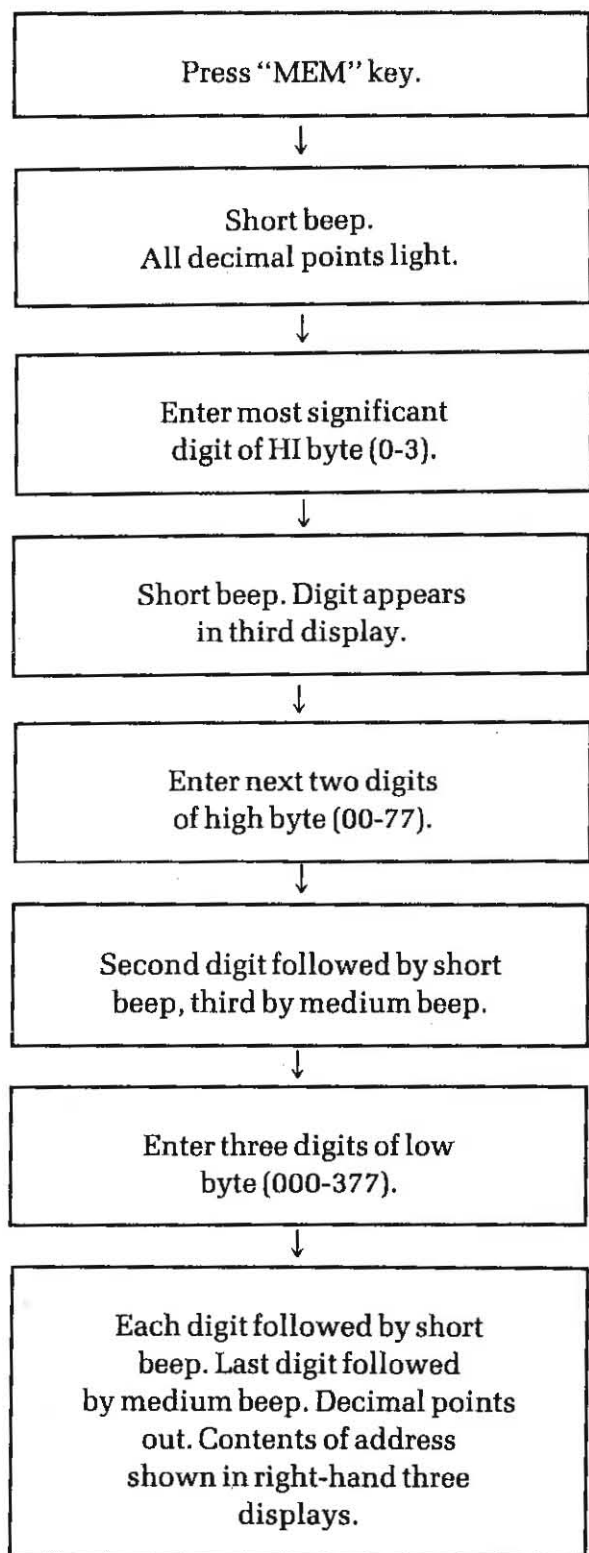 Press “MEM” key.
Short beep.
All decimal points light.
Enter most significant
digit of HI byte (0-3).
Short beep. Digit appears
in third display.
Enter next two digits
of high byte (00-77).
Second digit followed by short
beep, third by medium beep.
Enter three digits of low
byte (000-377).
Each digit followed by short
beep. Last digit followed
by medium beep. Decimal points
out. Contents of address
shown in right-hand three
displays.